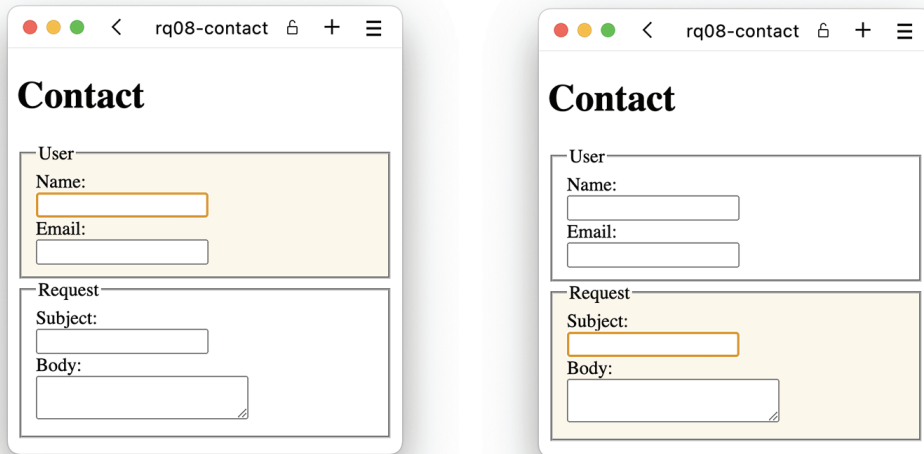 rq08-contact
Contact
User
Name:
Email:
Request
Subject:
Body:
rq08-contact
Contact
User
Name:
Email:
Request
Subject:
Body: